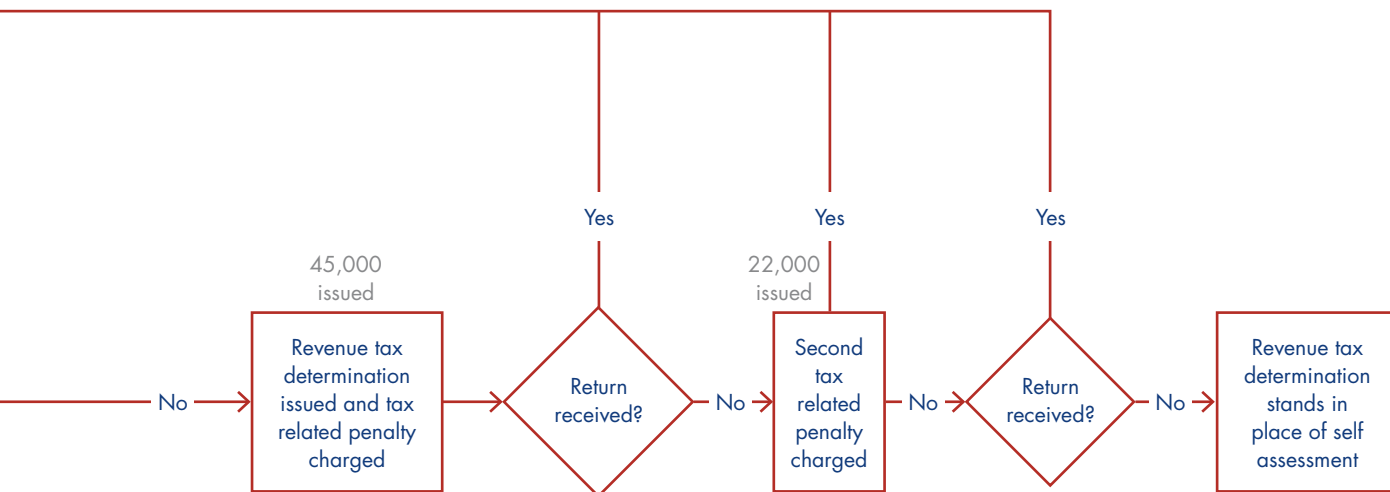 Yes
Yes
Yes
45,000
issued
22,000
issued
No
Revenue tax
determination
issued and tax
related penalty
charged
Return
received?
No
Second
tax
related
penalty
charged
No
Return
received?
No
Revenue tax
determination
stands in
place of self
assessment